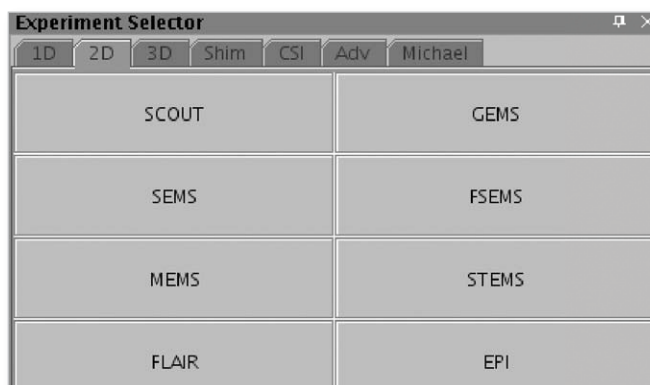 Experiment Selector
1D 2D 3D Shim CSI Adv Michael
SCOUT GEMS
SEMS FSEMS
MEMS STEMS
FLAIR EPI